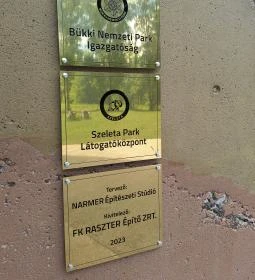 Bükki Nemzeti Park
Igazgatóság
Szeleta Park
Látogatóközpont
Tervező:
NARMER Építészeti Stúdió
Kivitelező:
FK RASZTER Építő ZRT.
2023